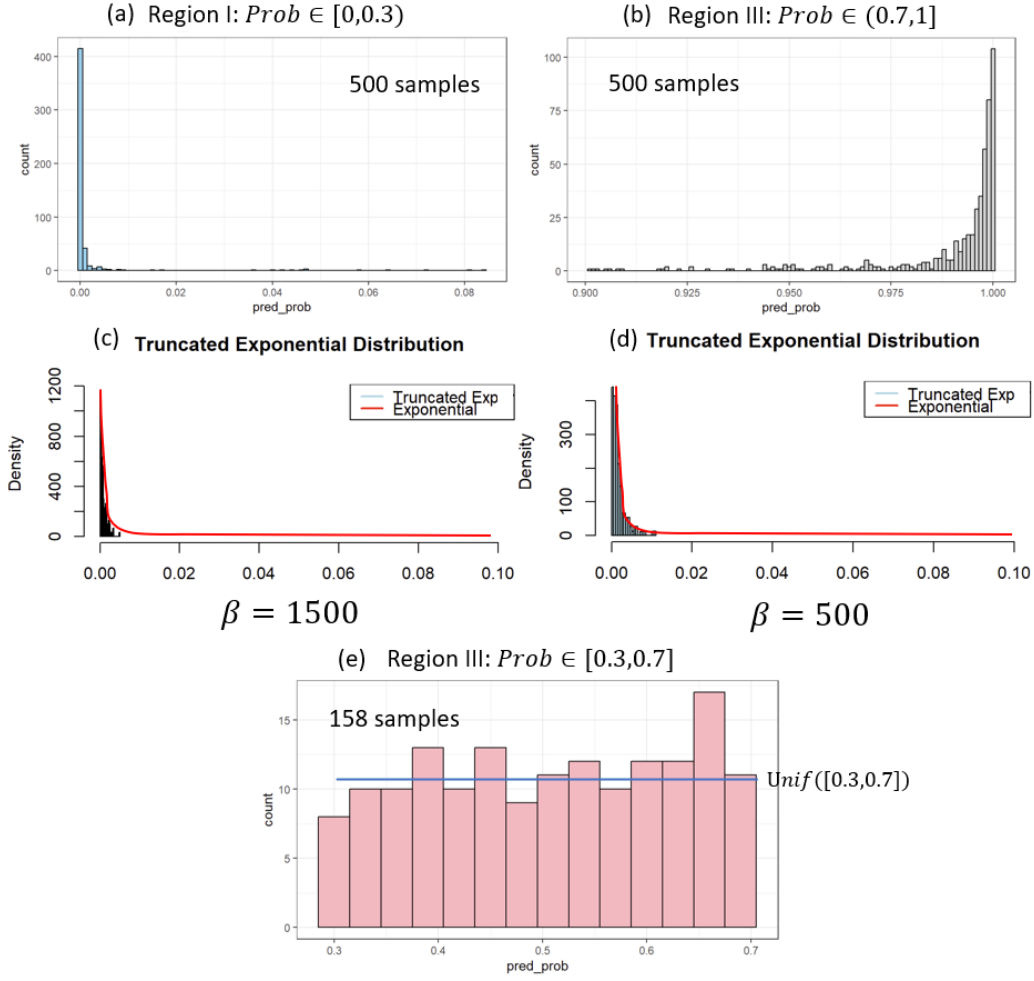 (a) Region I: Prob ∈ [0,0.3)
500 samples
count
400
300
200
100
0
0.00 0.02 0.04 0.06 0.08
pred_prob
(b) Region III: Prob ∈ (0.7,1]
500 samples
count
100
75
50
25
0
0.900 0.925 0.950 0.975 1.000
pred_prob
(c) Truncated Exponential Distribution
Truncated Exp
Exponential
Density
1200
800
400
0
0.00 0.02 0.04 0.06 0.08 0.10
β = 1500
(d) Truncated Exponential Distribution
Truncated Exp
Exponential
Density
300
100
0
0.00 0.02 0.04 0.06 0.08 0.10
β = 500
(e) Region III: Prob ∈ [0.3,0.7]
158 samples
Unif([0.3,0.7])
count
15
10
5
0
0.3 0.4 0.5 0.6 0.7
pred_prob